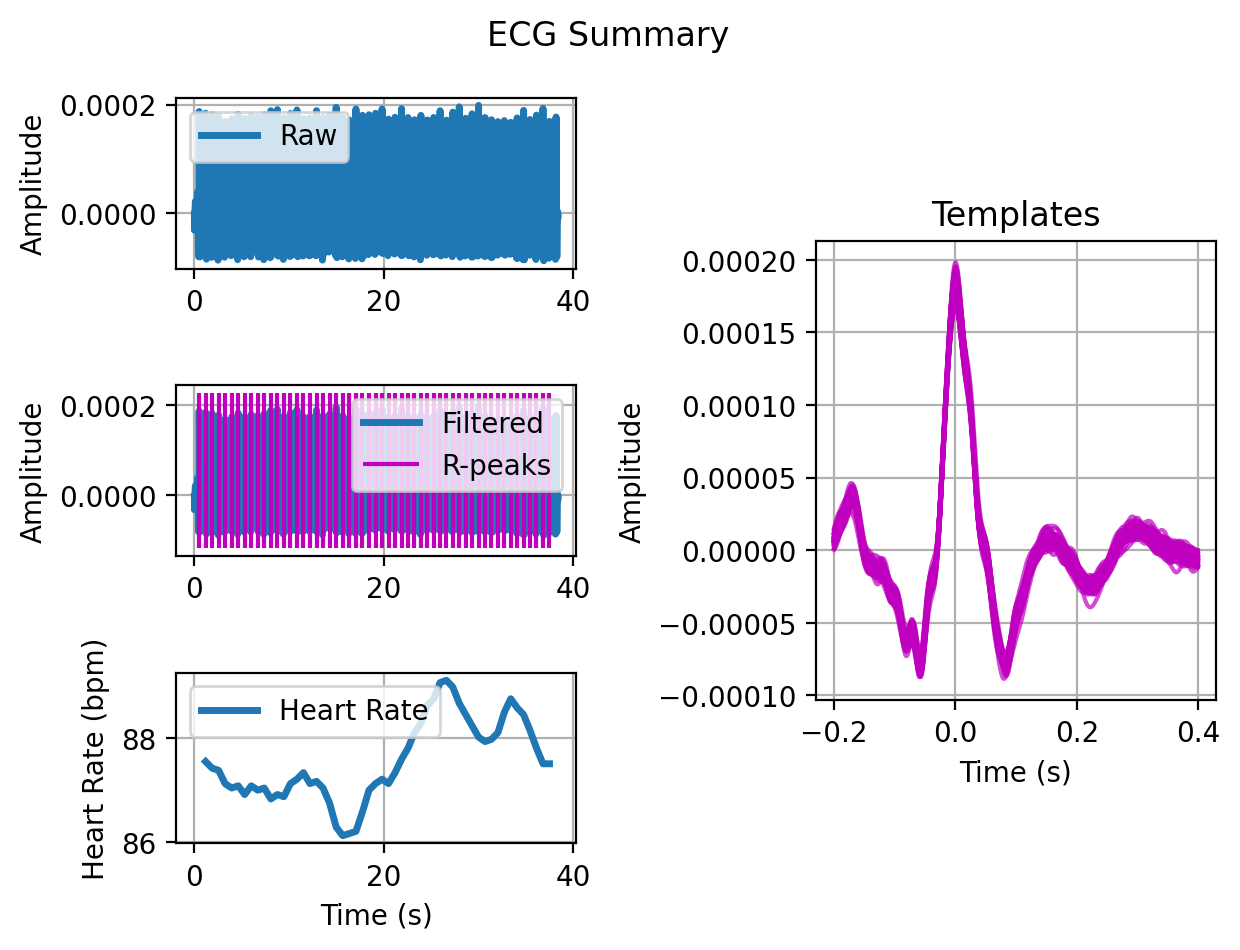 ECG Summary
Amplitude
0.0002
0.0000
Raw
0
20
40
Amplitude
0.0002
0.0000
Filtered
R-peaks
0
20
40
Heart Rate (bpm)
88
86
Heart Rate
0
20
40
Time (s)
Templates
Amplitude
0.00020
0.00015
0.00010
0.00005
0.00000
−0.00005
−0.00010
−0.2
0.0
0.2
0.4
Time (s)